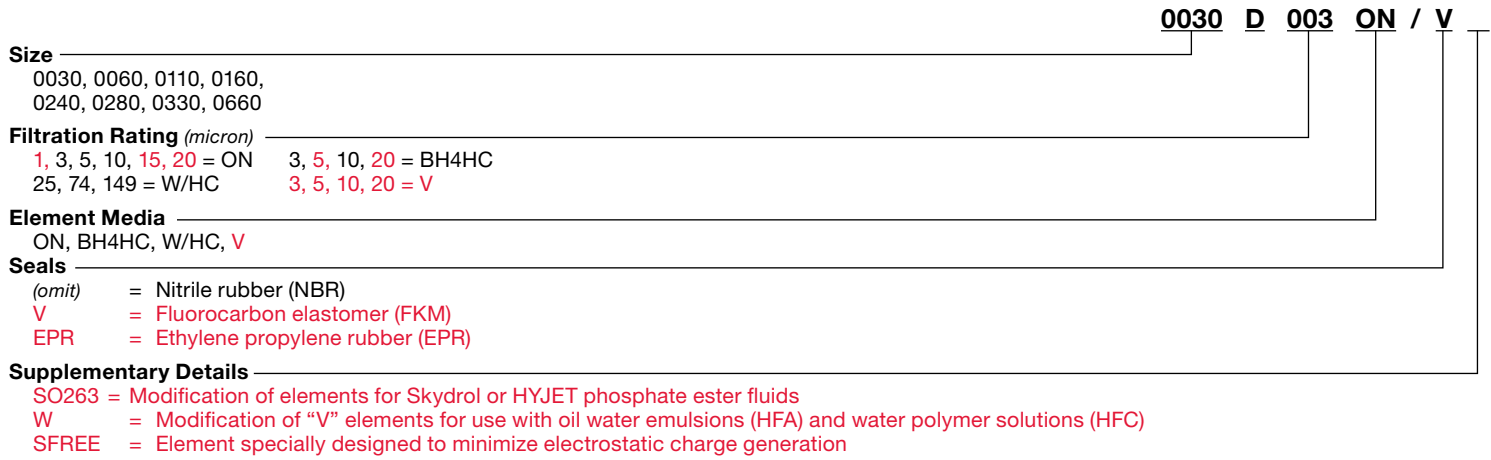 0030 D 003 ON / V
Size
0030, 0060, 0110, 0160,
0240, 0280, 0330, 0660
Filtration Rating (micron)
1, 3, 5, 10, 15, 20 = ON 3, 5, 10, 20 = BH4HC
25, 74, 149 = W/HC 3, 5, 10, 20 = V
Element Media
ON, BH4HC, W/HC, V
Seals
(omit) = Nitrile rubber (NBR)
V = Fluorocarbon elastomer (FKM)
EPR = Ethylene propylene rubber (EPR)
Supplementary Details
SO263 = Modification of elements for Skydrol or HYJET phosphate ester fluids
W = Modification of “V” elements for use with oil water emulsions (HFA) and water polymer solutions (HFC)
SFREE = Element specially designed to minimize electrostatic charge generation